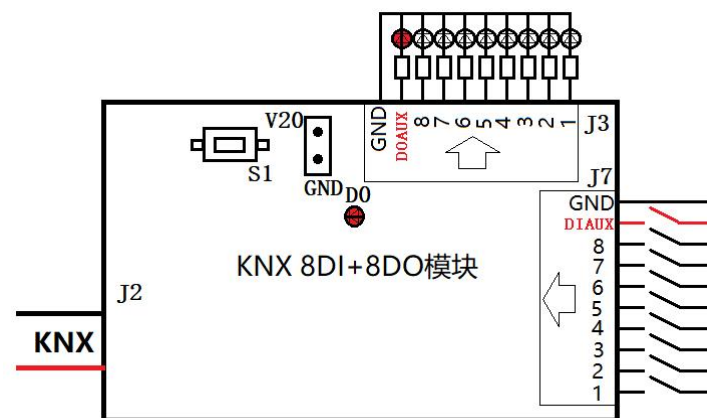 GND
DOAUX
8
7
6
5
4
3
2
1
J3
V20
S1
GND
D0
J7
GND
DIAUX
8
7
6
5
4
3
2
1
KNX 8DI+8DO模块
J2
KNX